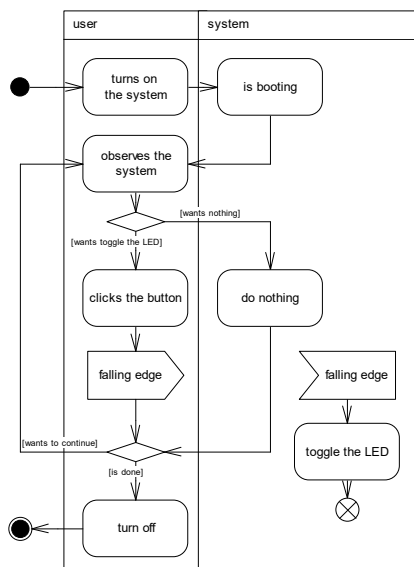 user
system
turns on
the system
is booting
observes the
system
[wants nothing]
[wants toggle the LED]
clicks the button
do nothing
falling edge
falling edge
[wants to continue]
toggle the LED
[is done]
turn off